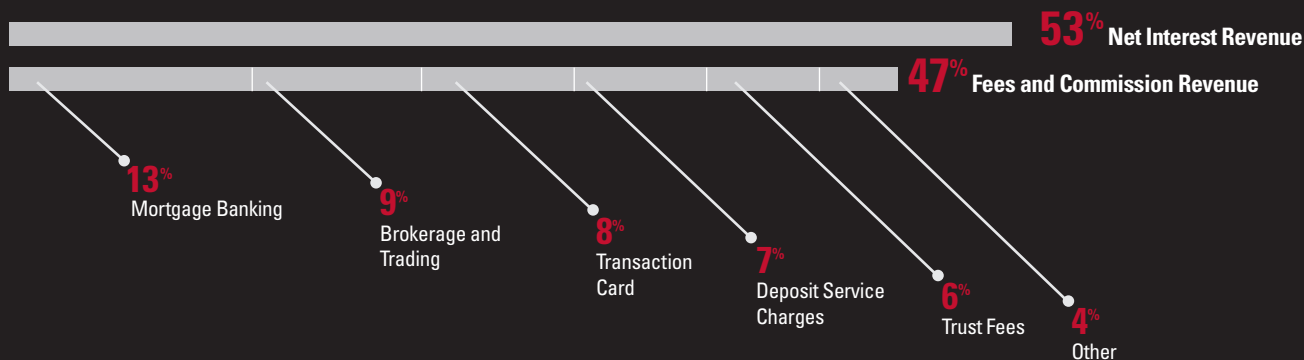 53% Net Interest Revenue
47% Fees and Commission Revenue
13%
Mortgage Banking
9%
Brokerage and
Trading
8%
Transaction
Card
7%
Deposit Service
Charges
6%
Trust Fees
4%
Other